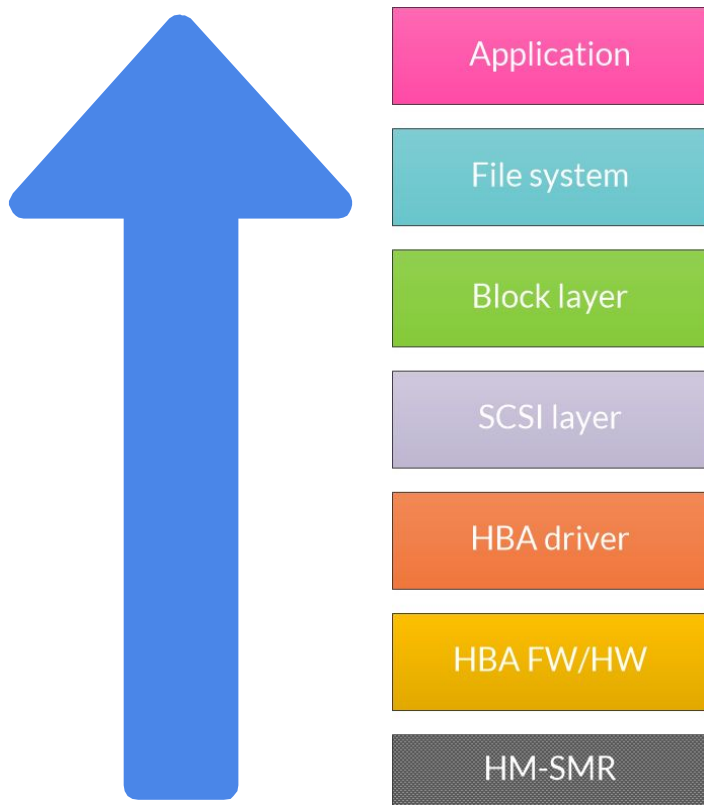 Application
File system
Block layer
SCSI layer
HBA driver
HBA FW/HW
HM-SMR